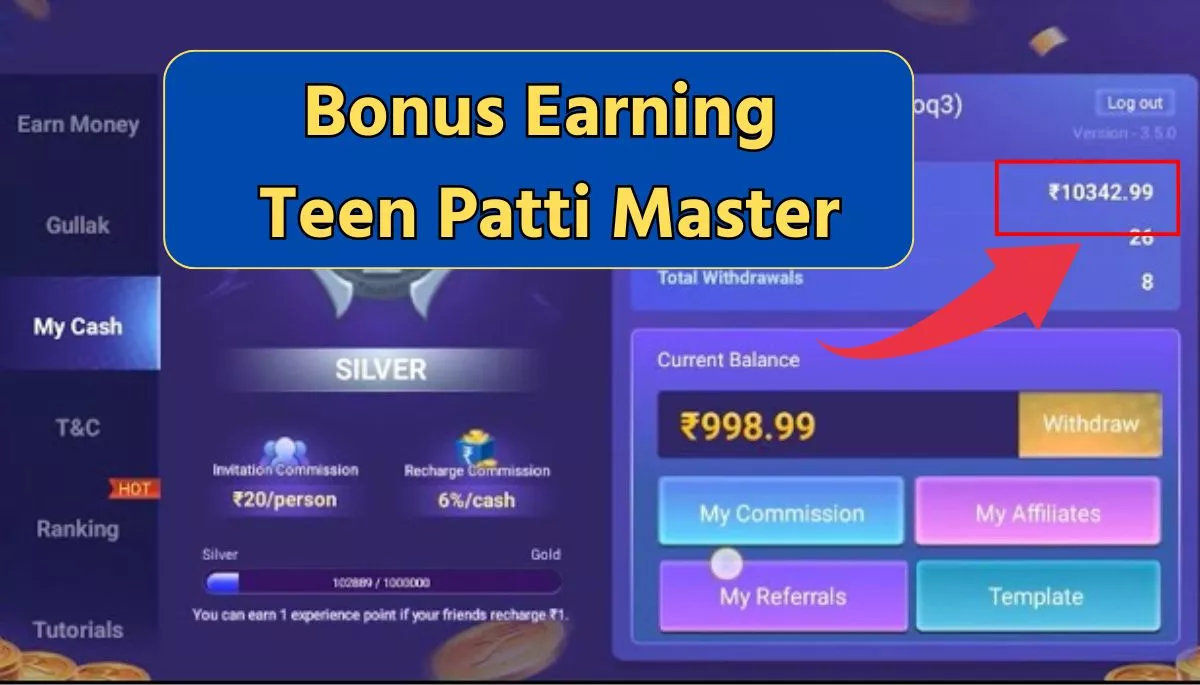 Bonus Earning
Teen Patti Master
oq3)
Log out
Version - 3.5.0
Earn Money
Gullak
My Cash
T&C
HOT
Ranking
Tutorials
₹10342.99
26
Total Withdrawals 8
SILVER
Invitation Commission
₹20/person
Recharge Commission
6%/cash
Silver Gold
102889 / 1000000
You can earn 1 experience point if your friends recharge ₹1.
Current Balance
₹998.99 Withdraw
My Commission My Affiliates
My Referrals Template